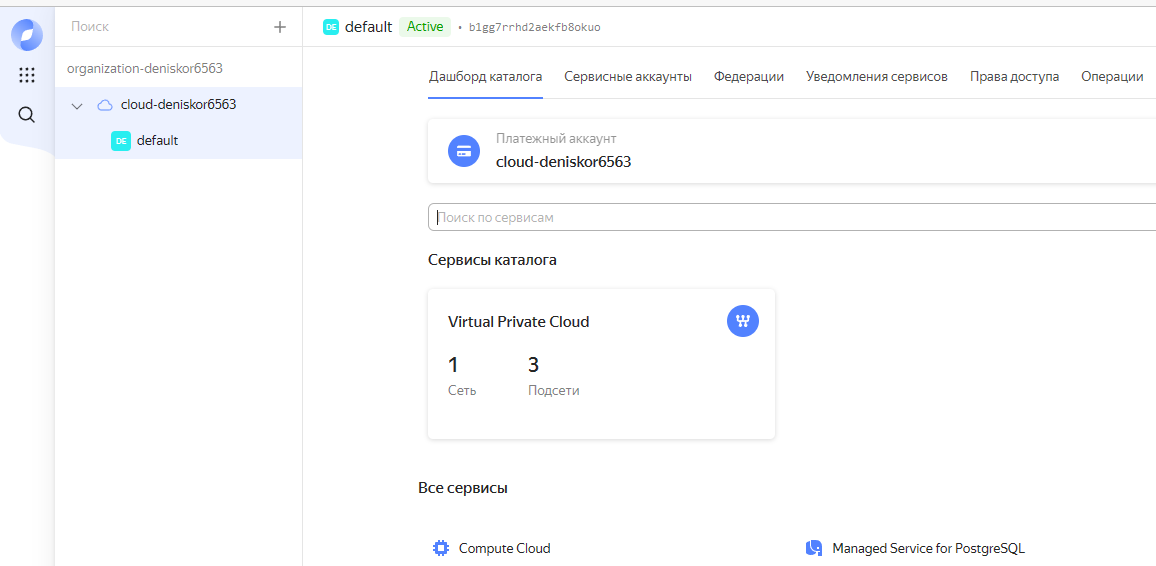 Поиск
organization-deniskor6563
cloud-deniskor6563
DE default
DE default Active • b1gg7rrhd2aekfb8okuo
Дашборд каталога Сервисные аккаунты Федерации Уведомления сервисов Права доступа Операции
Платежный аккаунт
cloud-deniskor6563
Поиск по сервисам
Сервисы каталога
Virtual Private Cloud
1 3
Сеть Подсети
Все сервисы
Compute Cloud Managed Service for PostgreSQL